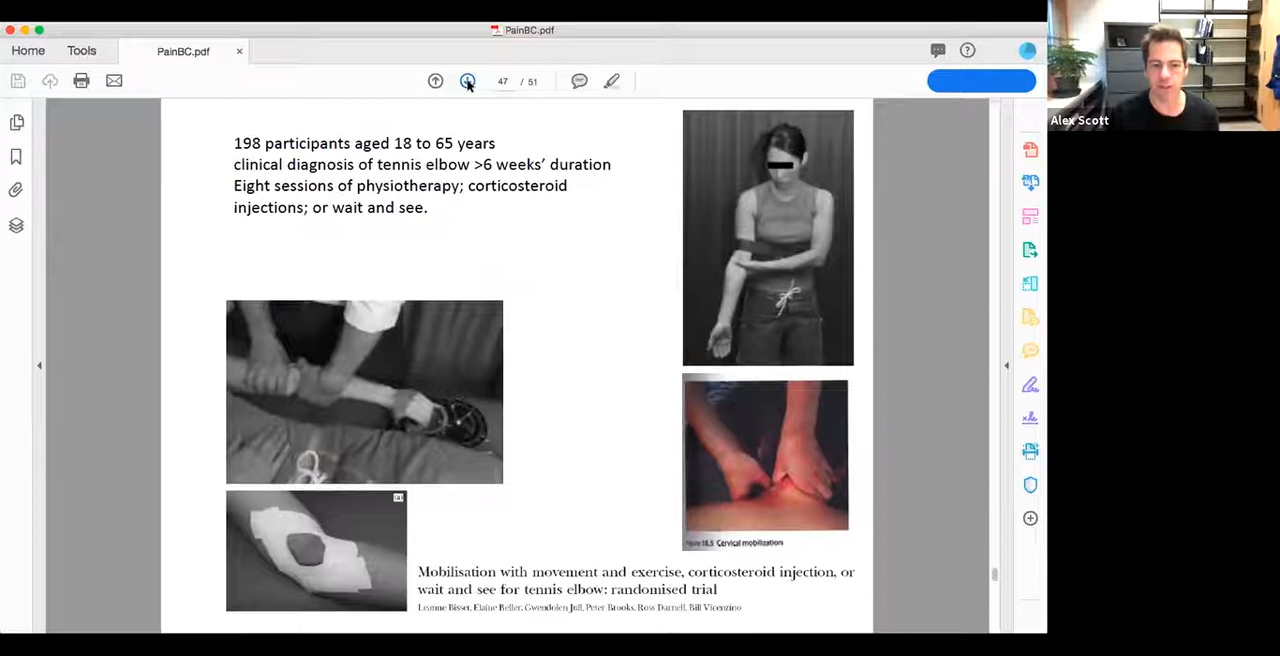 PainBC.pdf
Home
Tools
PainBC.pdf
47 / 51
Alex Scott
198 participants aged 18 to 65 years
clinical diagnosis of tennis elbow >6 weeks’ duration
Eight sessions of physiotherapy; corticosteroid
injections; or wait and see.
Figure 18.5 Cervical mobilization
Mobilisation with movement and exercise, corticosteroid injection, or
wait and see for tennis elbow: randomised trial
Leanne Bisset, Elaine Beller, Gwendolen Jull, Peter Brooks, Ross Darnell, Bill Vicenzino